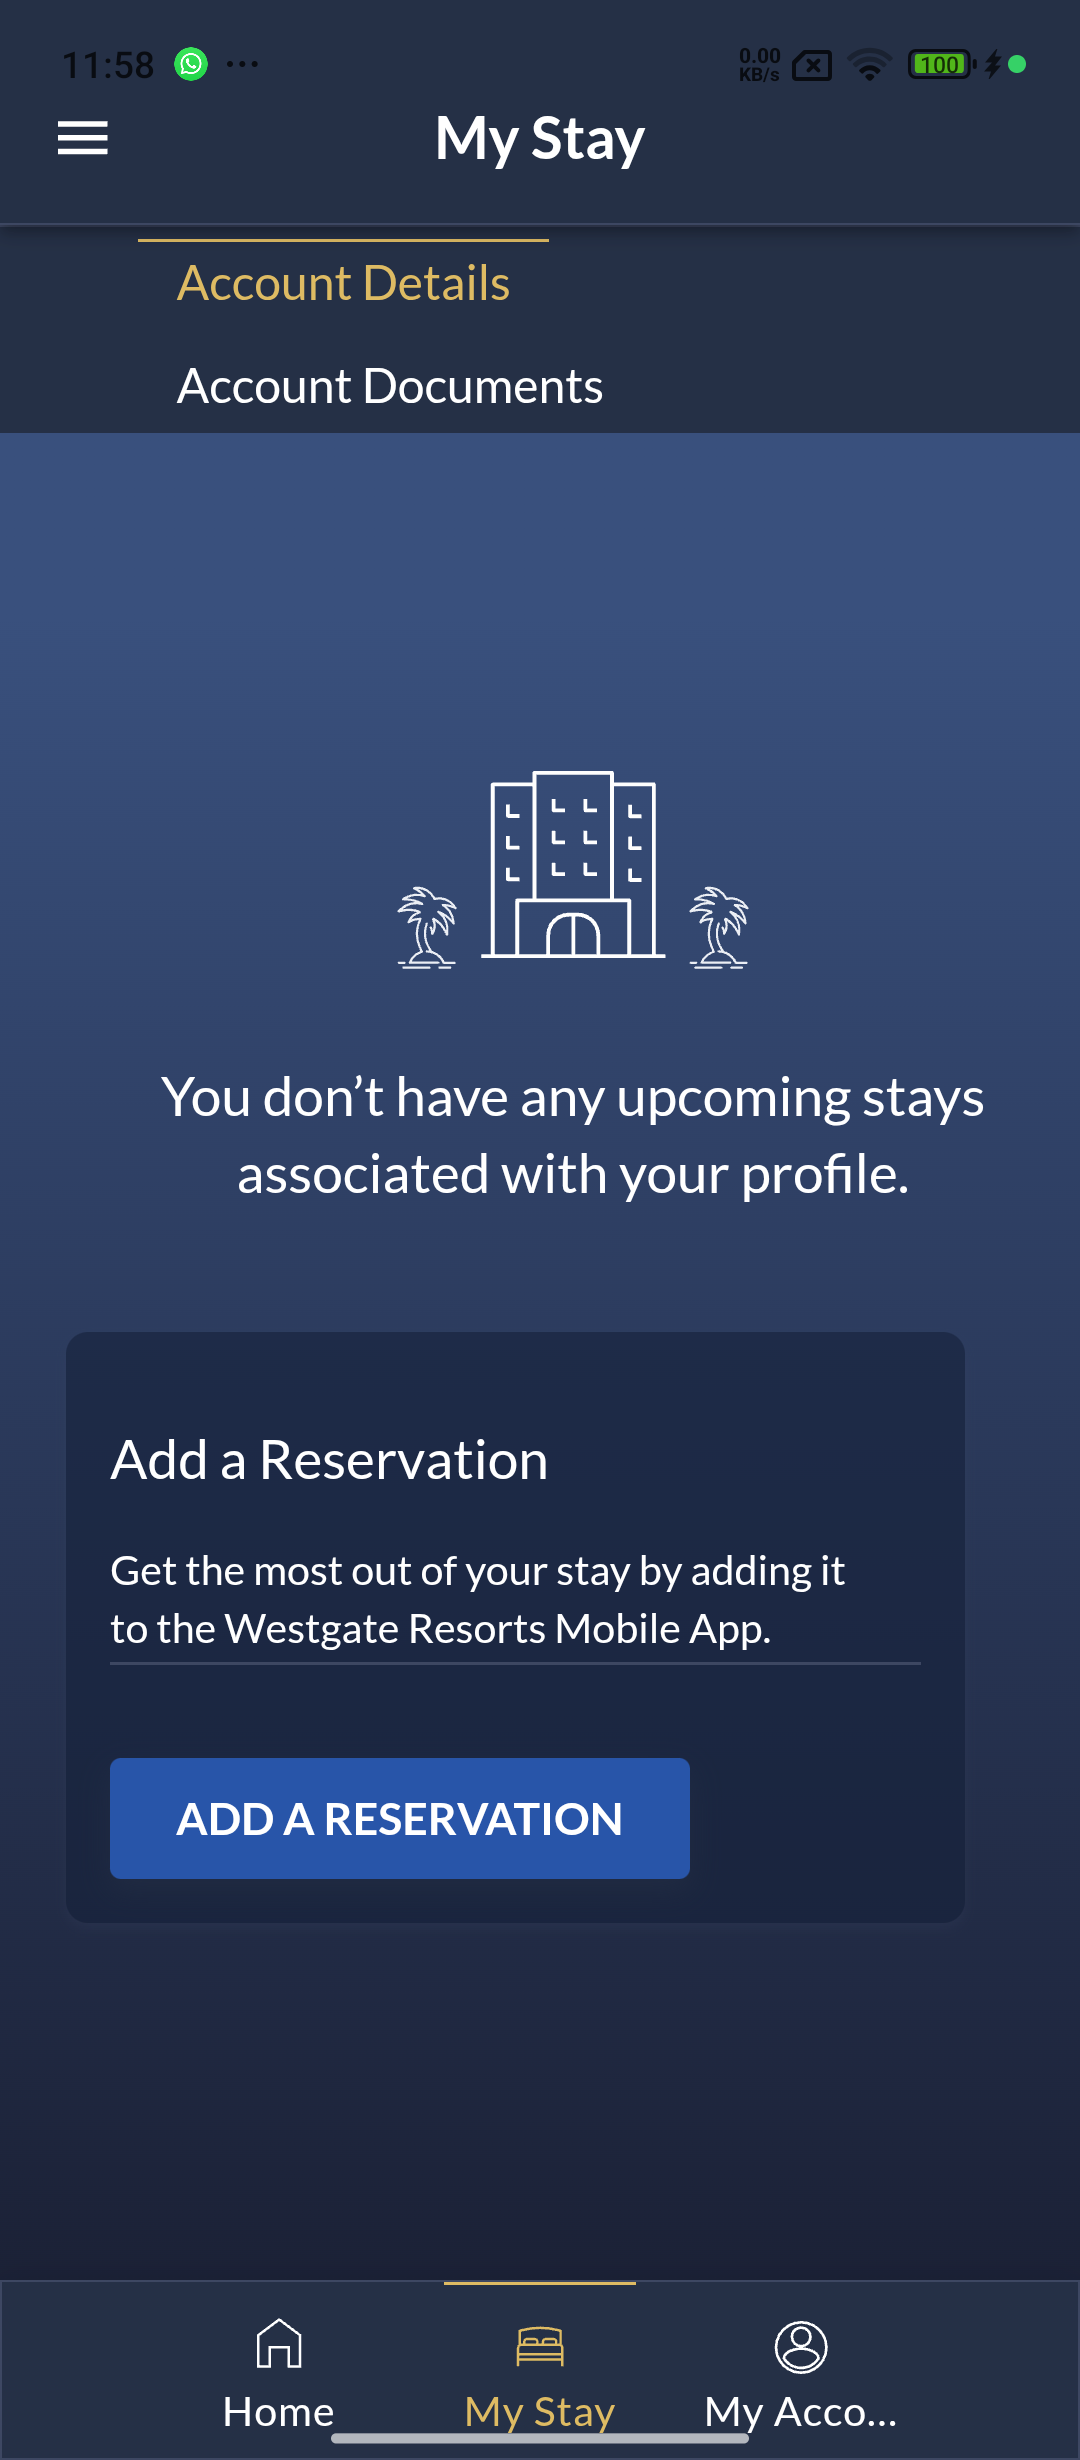 11:58
0.00
KB/s
100
My Stay
Account Details
Account Documents
You don’t have any upcoming stays
associated with your profile.
Add a Reservation
Get the most out of your stay by adding it
to the Westgate Resorts Mobile App.
ADD A RESERVATION
Home
My Stay
My Acco...